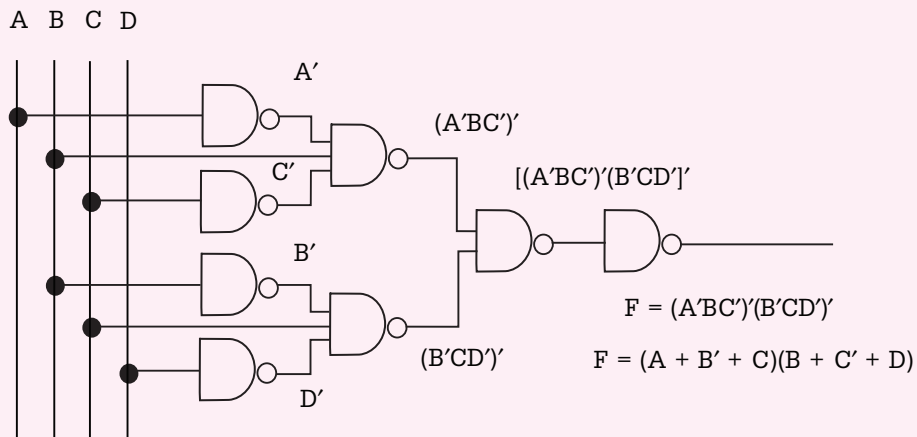 A B C D
A′
(A′BC′)′
C′
[(A′BC′)′(B′CD′]′
B′
F = (A′BC′)′(B′CD′)′
(B′CD′)′
F = (A + B′ + C)(B + C′ + D)
D′